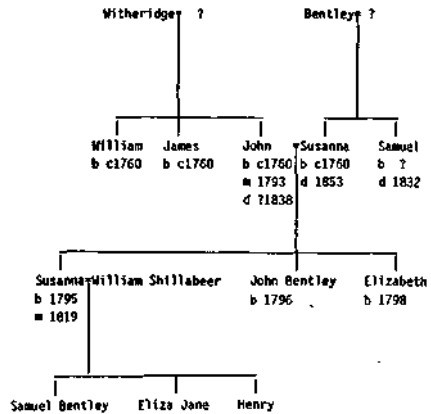 Witheridge= ? Bentley= ?
William James John =Susanna Samuel
b c1760 b c1760 b c1760 b c1760 b ?
m 1793 d 1853 d 1832
d ?1838
Susanna=William Shillabeer John Bentley Elizabeth
b 1795 b 1796 b 1798
m 1819
Samuel Bentley Eliza Jane Henry